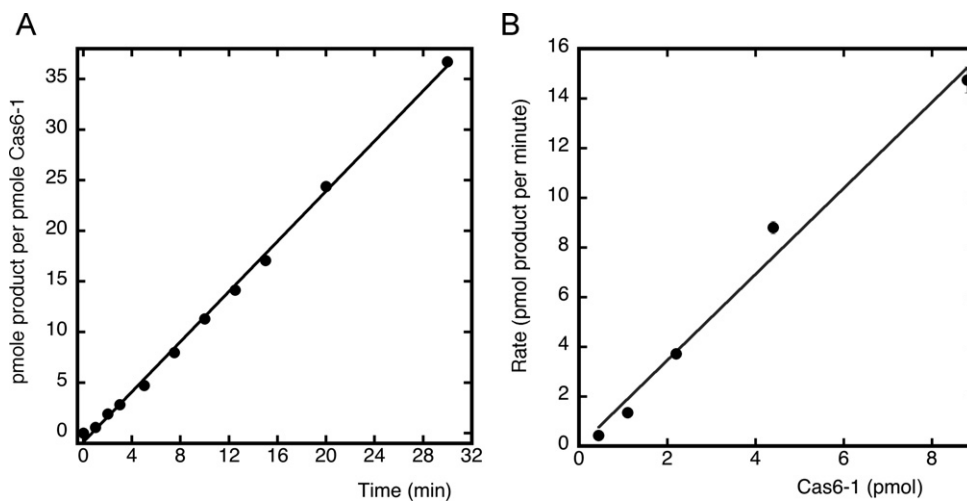 A
pmole product per pmole Cas6-1
35
30
25
20
15
10
5
0
0 4 8 12 16 20 24 28 32
Time (min)
B
Rate (pmol product per minute)
16
14
12
10
8
6
4
2
0
0 2 4 6 8
Cas6-1 (pmol)